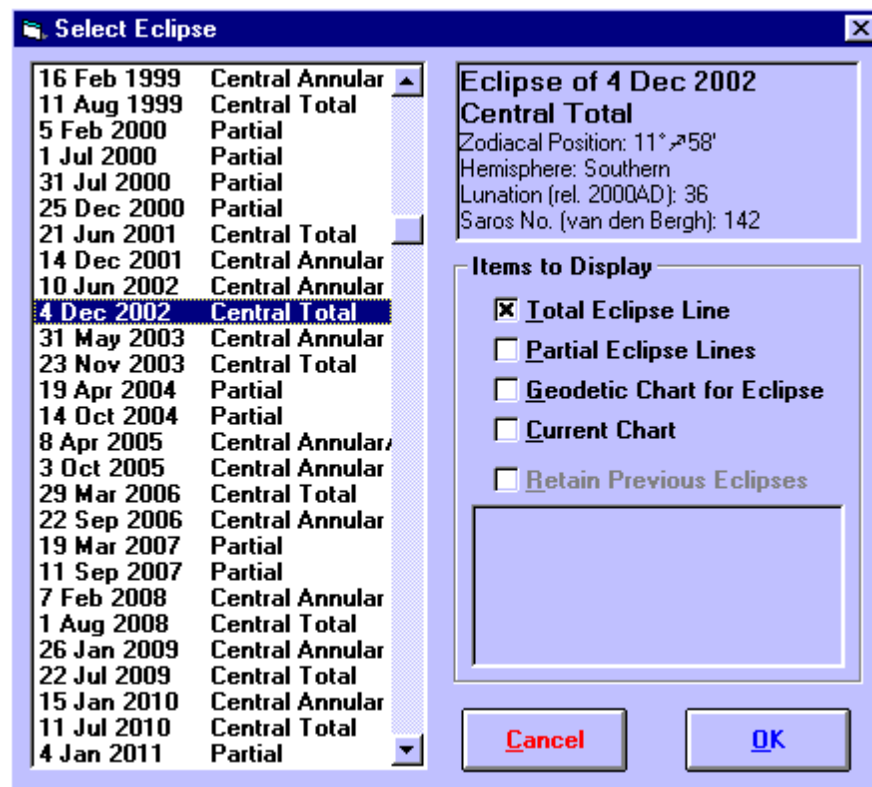 Select Eclipse
16 Feb 1999 Central Annular
11 Aug 1999 Central Total
5 Feb 2000 Partial
1 Jul 2000 Partial
31 Jul 2000 Partial
25 Dec 2000 Partial
21 Jun 2001 Central Total
14 Dec 2001 Central Annular
10 Jun 2002 Central Annular
4 Dec 2002 Central Total
31 May 2003 Central Annular
23 Nov 2003 Central Total
19 Apr 2004 Partial
14 Oct 2004 Partial
8 Apr 2005 Central Annular/
3 Oct 2005 Central Annular
29 Mar 2006 Central Total
22 Sep 2006 Central Annular
19 Mar 2007 Partial
11 Sep 2007 Partial
7 Feb 2008 Central Annular
1 Aug 2008 Central Total
26 Jan 2009 Central Annular
22 Jul 2009 Central Total
15 Jan 2010 Central Annular
11 Jul 2010 Central Total
4 Jan 2011 Partial
Eclipse of 4 Dec 2002
Central Total
Zodiacal Position: 11°♐58'
Hemisphere: Southern
Lunation (rel. 2000AD): 36
Saros No. (van den Bergh): 142
Items to Display
Total Eclipse Line
Partial Eclipse Lines
Geodetic Chart for Eclipse
Current Chart
Retain Previous Eclipses
Cancel
OK